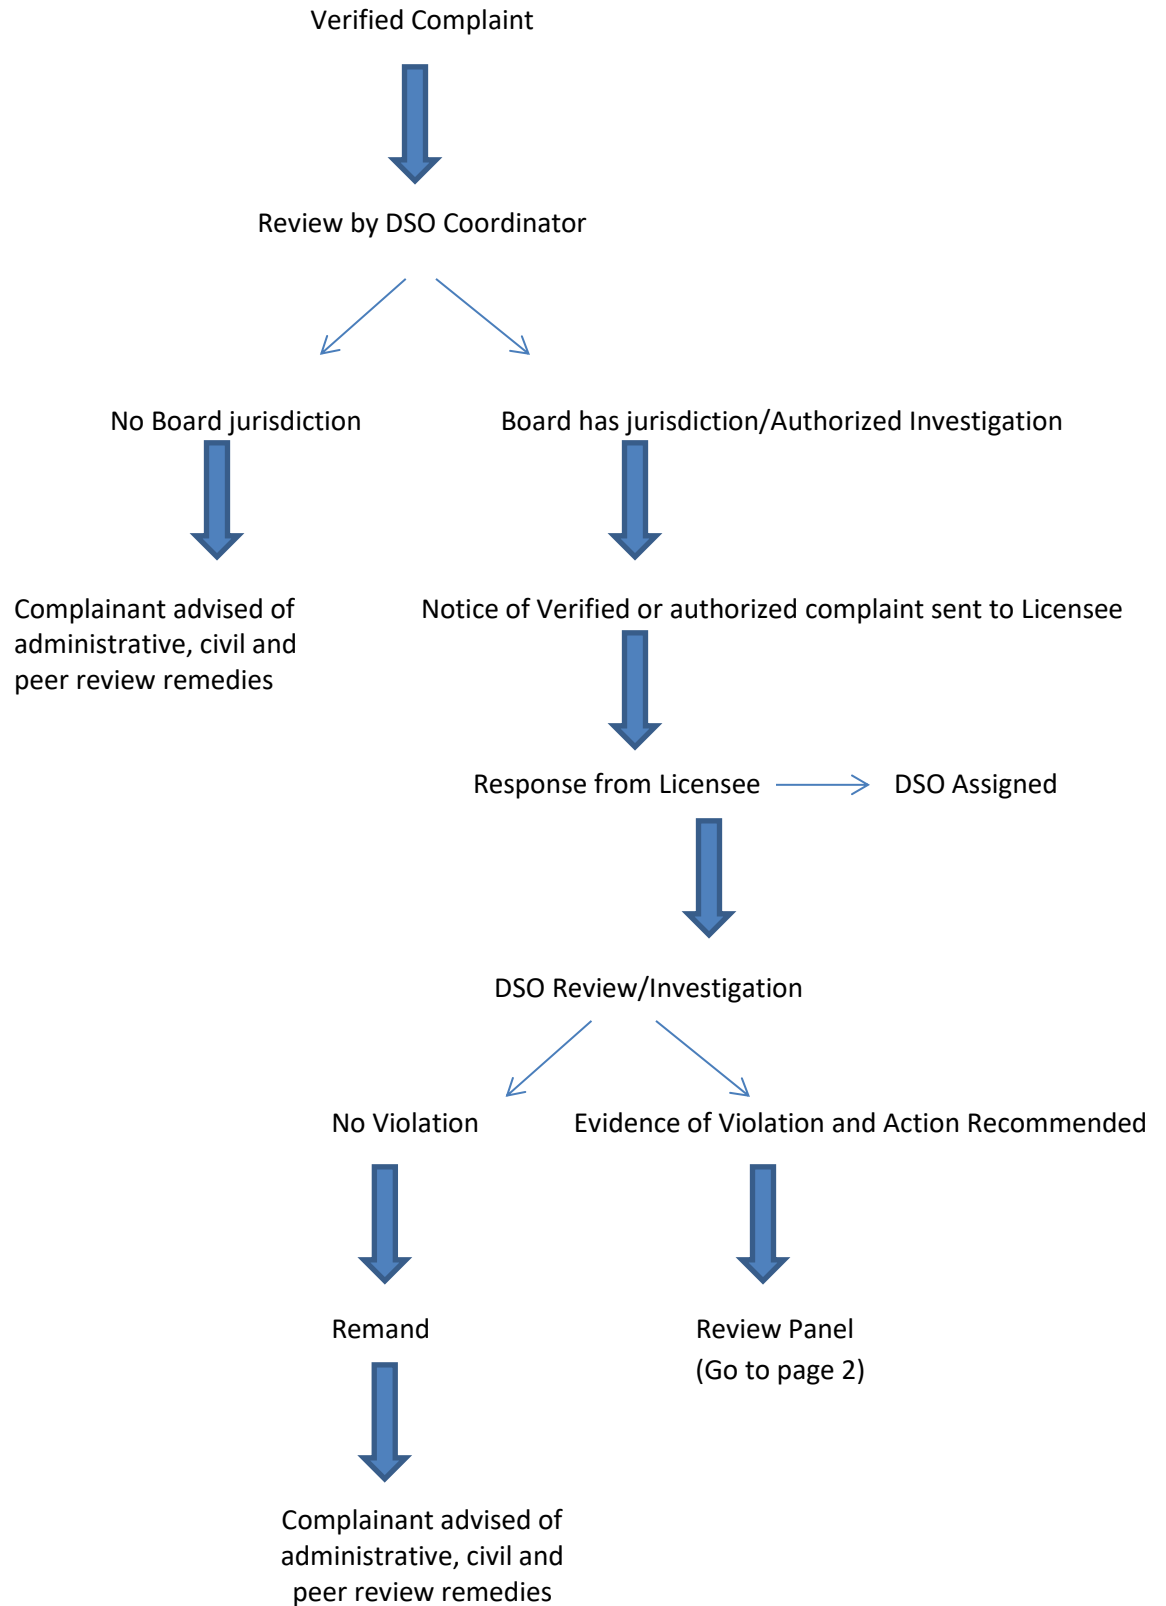 Verified Complaint
Review by DSO Coordinator
No Board jurisdiction
Board has jurisdiction/Authorized Investigation
Complainant advised of
administrative, civil and
peer review remedies
Notice of Verified or authorized complaint sent to Licensee
Response from Licensee
DSO Assigned
DSO Review/Investigation
No Violation
Evidence of Violation and Action Recommended
Remand
Review Panel
(Go to page 2)
Complainant advised of
administrative, civil and
peer review remedies